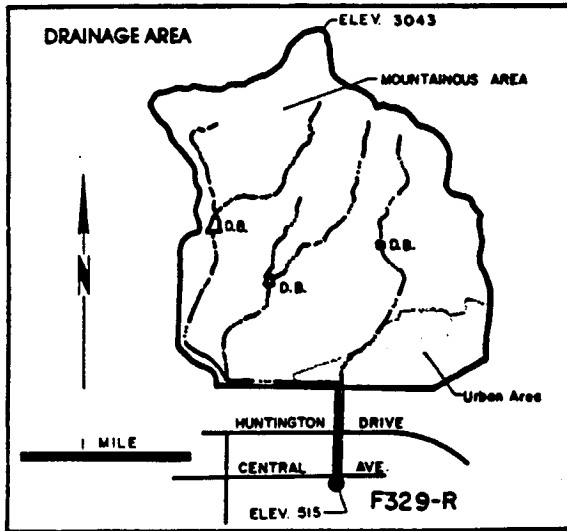 ELEV. 3043
DRAINAGE AREA
MOUNTAINOUS AREA
D.B.
D.B.
D.B.
N
Urban Area
HUNTINGTON DRIVE
1 MILE
CENTRAL AVE.
F329-R
ELEV. 515